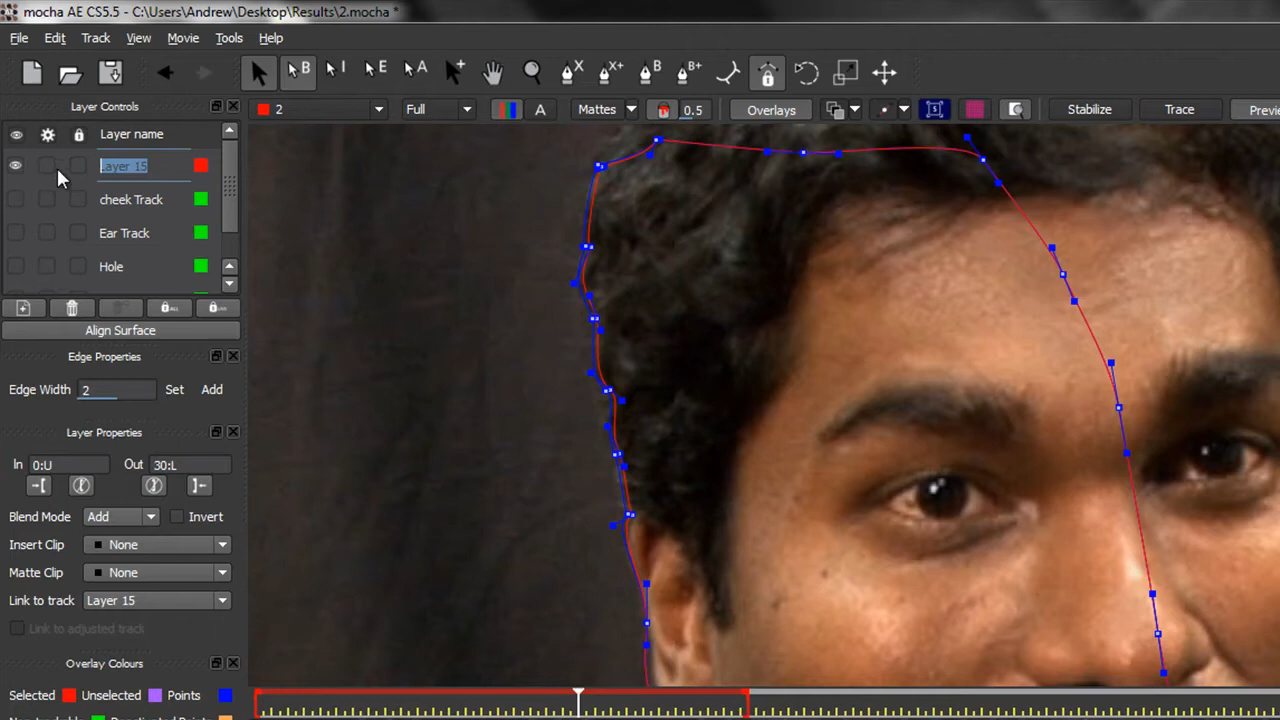 mocha AE CS5.5 - C:\Users\Andrew\Desktop\Results\2.mocha *
File Edit Track View Movie Tools Help
B I E A X X+ B B+
Layer Controls
2 Full A Mattes 0.5 Overlays Stabilize Trace Previ
Layer name
Layer 15
cheek Track
Ear Track
Hole
Align Surface
Edge Properties
Edge Width 2 Set Add
Layer Properties
In 0:U Out 30:L
Blend Mode Add Invert
Insert Clip None
Matte Clip None
Link to track Layer 15
Link to adjusted track
Overlay Colours
Selected Unselected Points